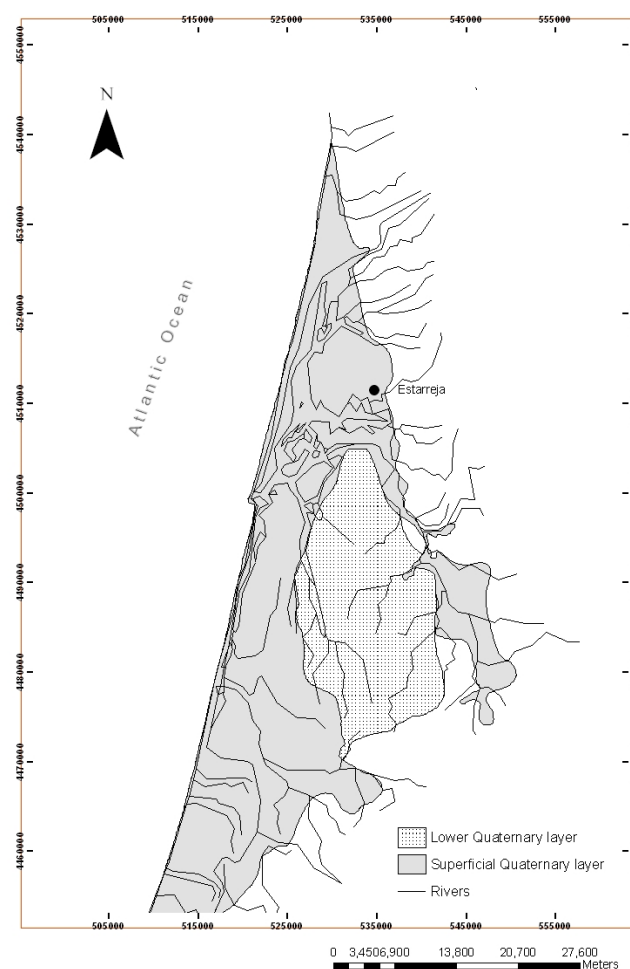 505000 515000 525000 535000 545000 555000
4550000
N
4540000
4530000
4520000
Atlantic Ocean
Estarreja
4510000
4500000
4490000
4480000
4470000
4460000
Lower Quaternary layer
Superficial Quaternary layer
Rivers
505000 515000 525000 535000 545000 555000
0 3,4506,900 13,800 20,700 27,600
Meters